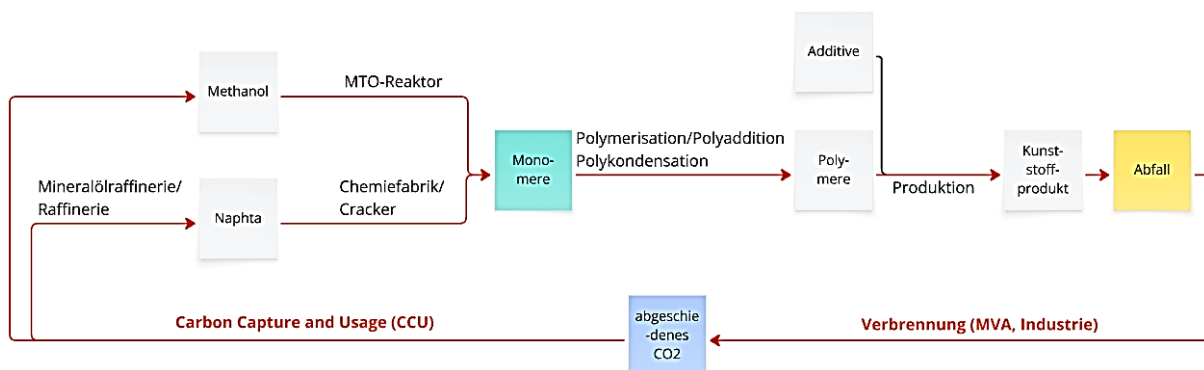 Additive
Methanol
MTO-Reaktor
Mono-
mere
Polymerisation/Polyaddition
Polykondensation
Poly-
mere
Produktion
Kunst-
stoff-
produkt
Abfall
Mineralölraffinerie/
Raffinerie
Naphta
Chemiefabrik/
Cracker
Carbon Capture and Usage (CCU)
abgeschie
-denes
CO2
Verbrennung (MVA, Industrie)